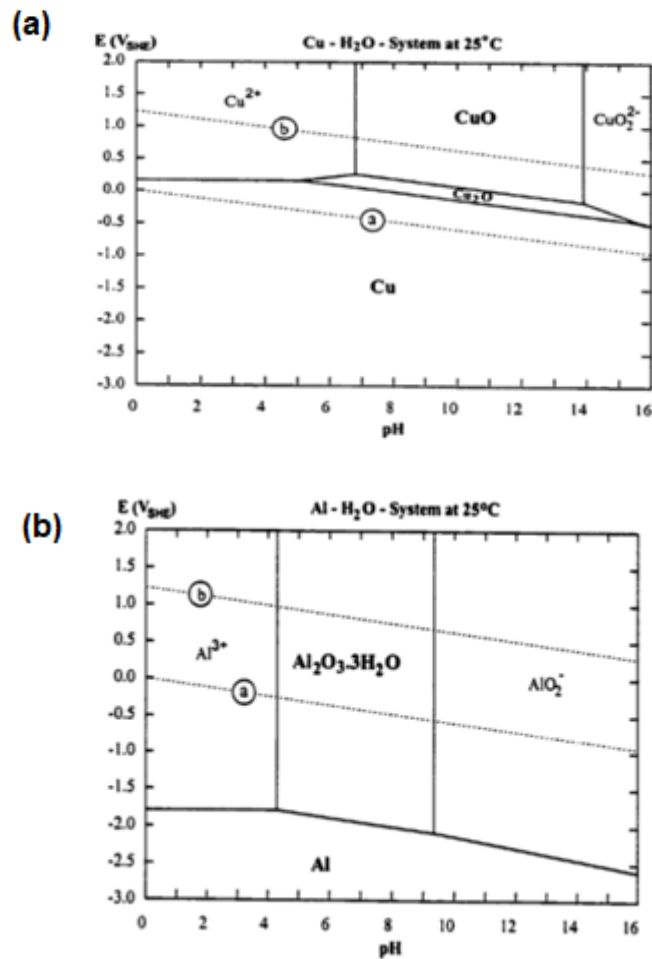 (a)
E (V_SHE) Cu - H₂O - System at 25°C
2.0
1.5
1.0
0.5
0.0
-0.5
-1.0
-1.5
-2.0
-2.5
-3.0
Cu²⁺
b
CuO
CuO₂²⁻
Cu₂O
a
Cu
0 2 4 6 8 10 12 14 16
pH
(b)
E (V_SHE) Al - H₂O - System at 25°C
2.0
1.5
1.0
0.5
0.0
-0.5
-1.0
-1.5
-2.0
-2.5
-3.0
b
Al³⁺
Al₂O₃.3H₂O
AlO₂⁻
a
Al
0 2 4 6 8 10 12 14 16
pH